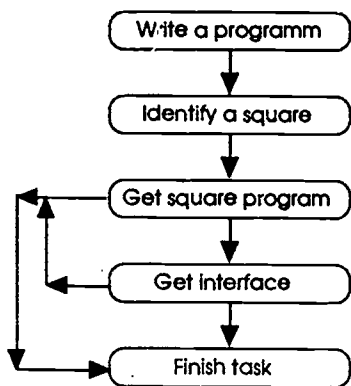 Write a programm
Identify a square
Get square program
Get interface
Finish task